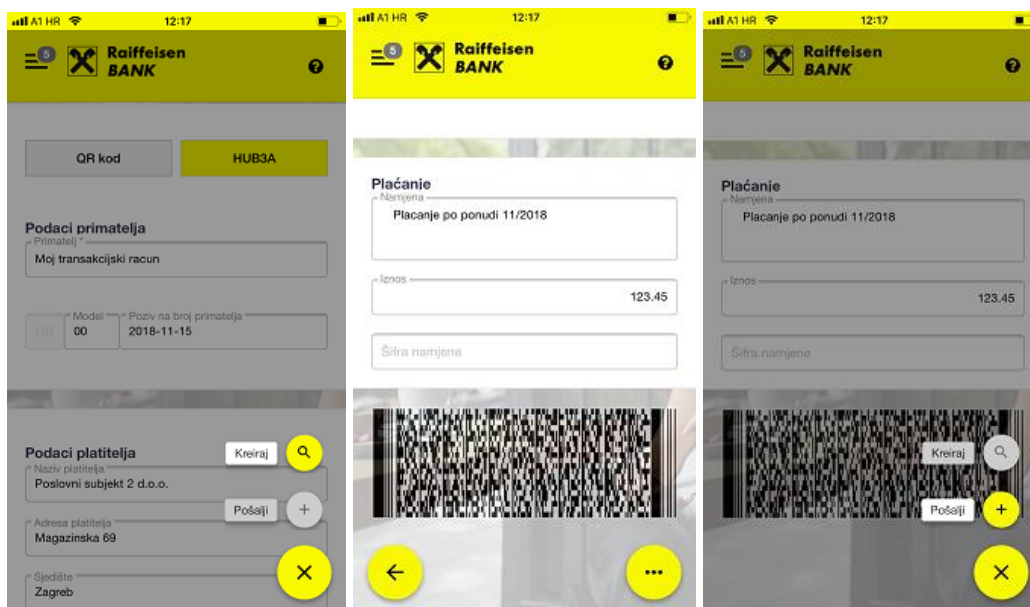 A1 HR
12:17
5
Raiffeisen
BANK
QR kod
HUB3A
Podaci primatelja
Primatelj *
Moj transakcijski racun
HR
Model
00
Poziv na broj primatelja
2018-11-15
Podaci platitelja
Naziv platitelja
Poslovni subjekt 2 d.o.o.
Adresa platitelja
Magazinska 69
Sjedište
Zagreb
Kreiraj
Pošalji
A1 HR
12:17
5
Raiffeisen
BANK
Plaćanje
Namjena
Placanje po ponudi 11/2018
Iznos
123.45
Šifra namjene
A1 HR
12:17
5
Raiffeisen
BANK
Plaćanje
Namjena
Placanje po ponudi 11/2018
Iznos
123.45
Šifra namjene
Kreiraj
Pošalji